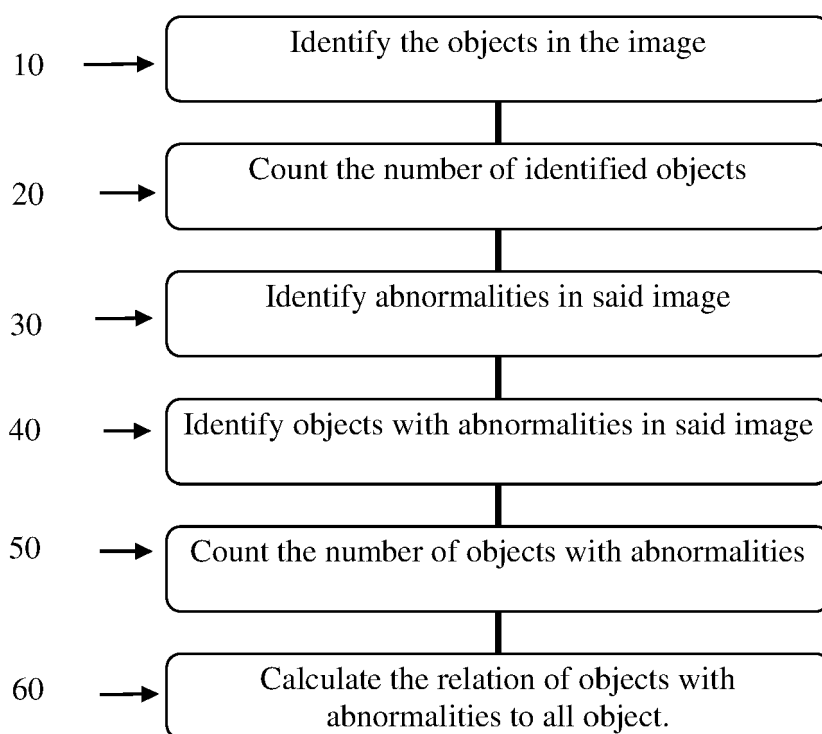 10
Identify the objects in the image
20
Count the number of identified objects
30
Identify abnormalities in said image
40
Identify objects with abnormalities in said image
50
Count the number of objects with abnormalities
60
Calculate the relation of objects with
abnormalities to all object.